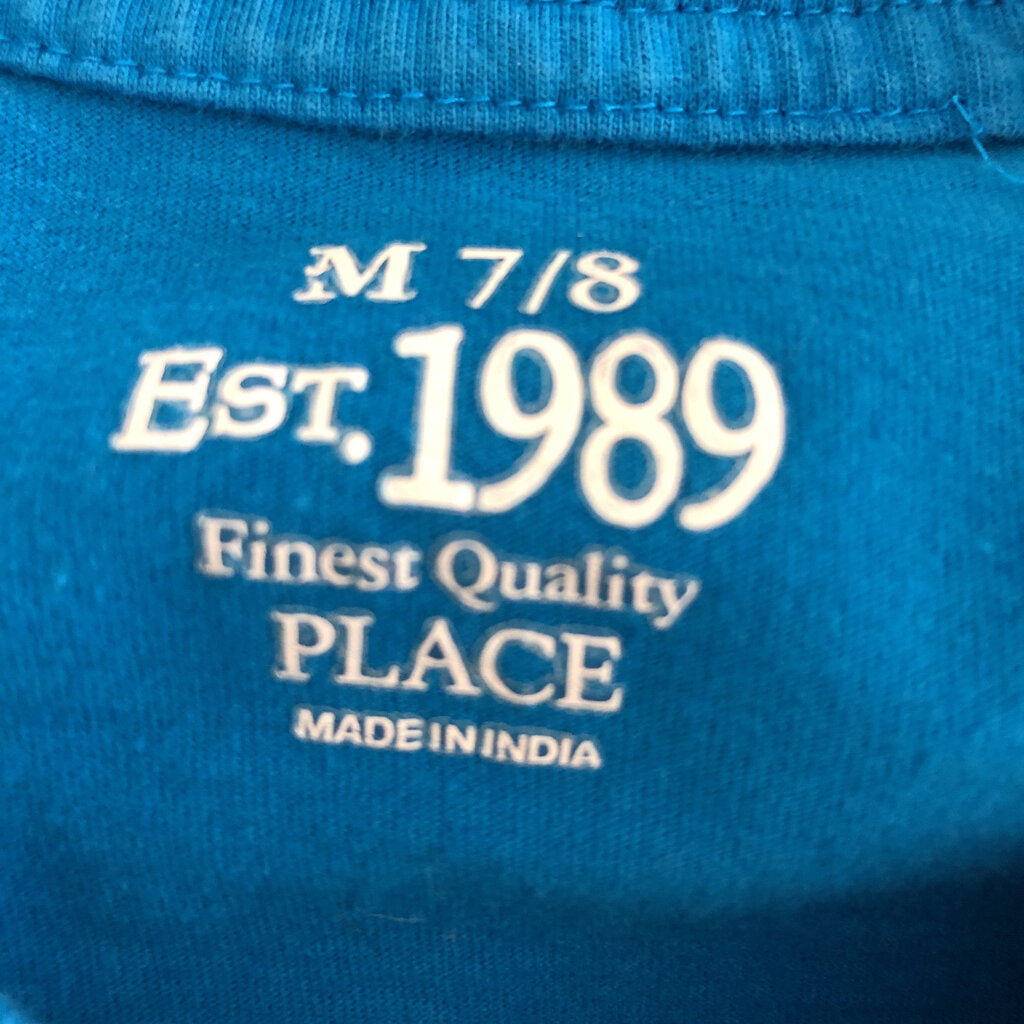 M 7/8
EST. 1989
Finest Quality
PLACE
MADE IN INDIA